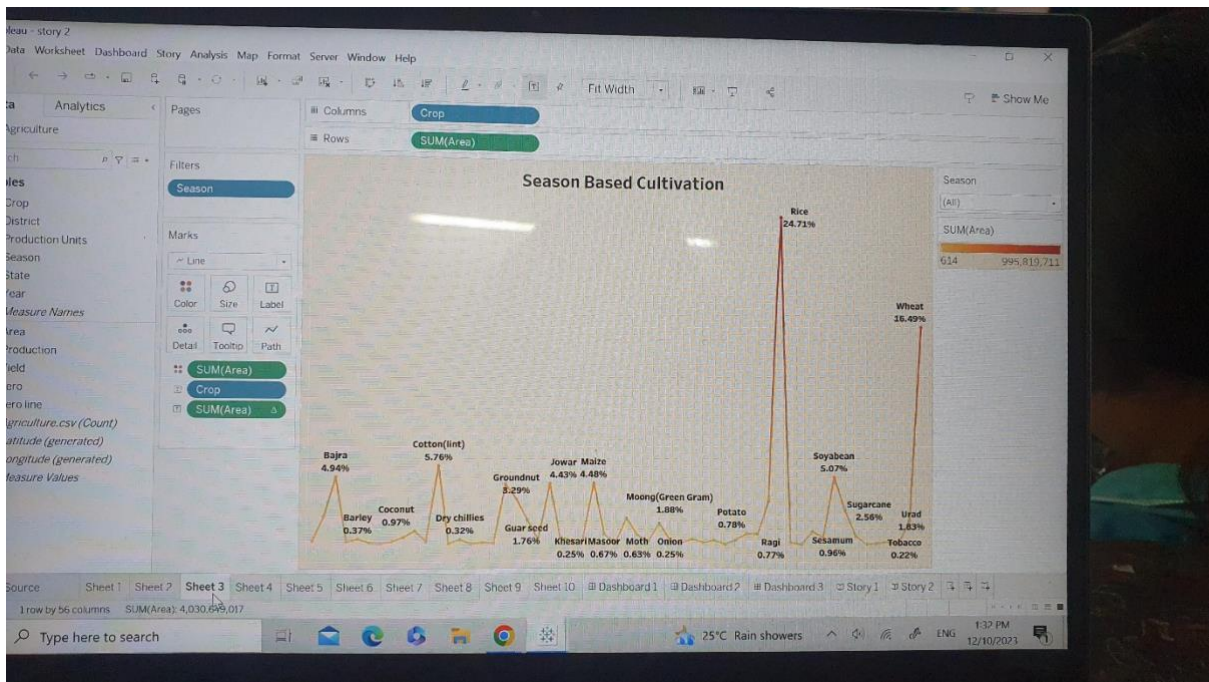 leau - story 2
Data Worksheet Dashboard Story Analysis Map Format Server Window Help
Fit Width
Show Me
Analytics
Pages
Columns
Crop
Rows
SUM(Area)
Agriculture
Filters
Season
Crop
District
Production Units
Season
State
Measure Names
Production
ero line
Agriculture.csv (Count)
atitude (generated)
ongitude (generated)
Measure Values
Marks
Line
Color Size Label
Detail Tooltip Path
SUM(Area)
Crop
SUM(Area)
Season Based Cultivation
Rice
24.71%
Wheat
16.49%
Bajra
4.94%
Cotton(lint)
5.76%
Groundnut
3.29%
Jowar Maize
4.43% 4.48%
Soyabean
5.07%
Barley
0.37%
Coconut
0.97%
Dry chillies
0.32%
Guar seed
1.76%
Moong(Green Gram)
1.88%
Potato
0.78%
Sugarcane
2.56%
Urad
1.83%
Khesari Masoor Moth Onion
0.25% 0.67% 0.63% 0.25%
Ragi
0.77%
Sesamum
0.96%
Tobacco
0.22%
Season
(All)
SUM(Area)
614 995,819,711
Source Sheet 1 Sheet 2 Sheet 3 Sheet 4 Sheet 5 Sheet 6 Sheet 7 Sheet 8 Sheet 9 Sheet 10 Dashboard 1 Dashboard 2 Dashboard 3 Story 1 Story 2
1 row by 56 columns SUM(Area): 4,030,649,017
Type here to search
25°C Rain showers
ENG
1:32 PM
12/10/2023